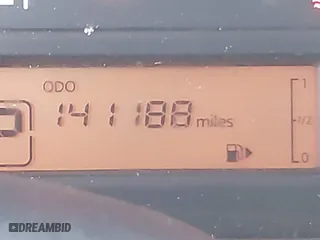 ODO
1
141188 miles
1/2
0
DREAMBID